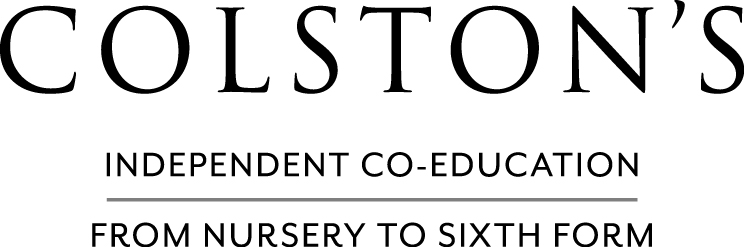 COLSTON'S
INDEPENDENT CO-EDUCATION
FROM NURSERY TO SIXTH FORM